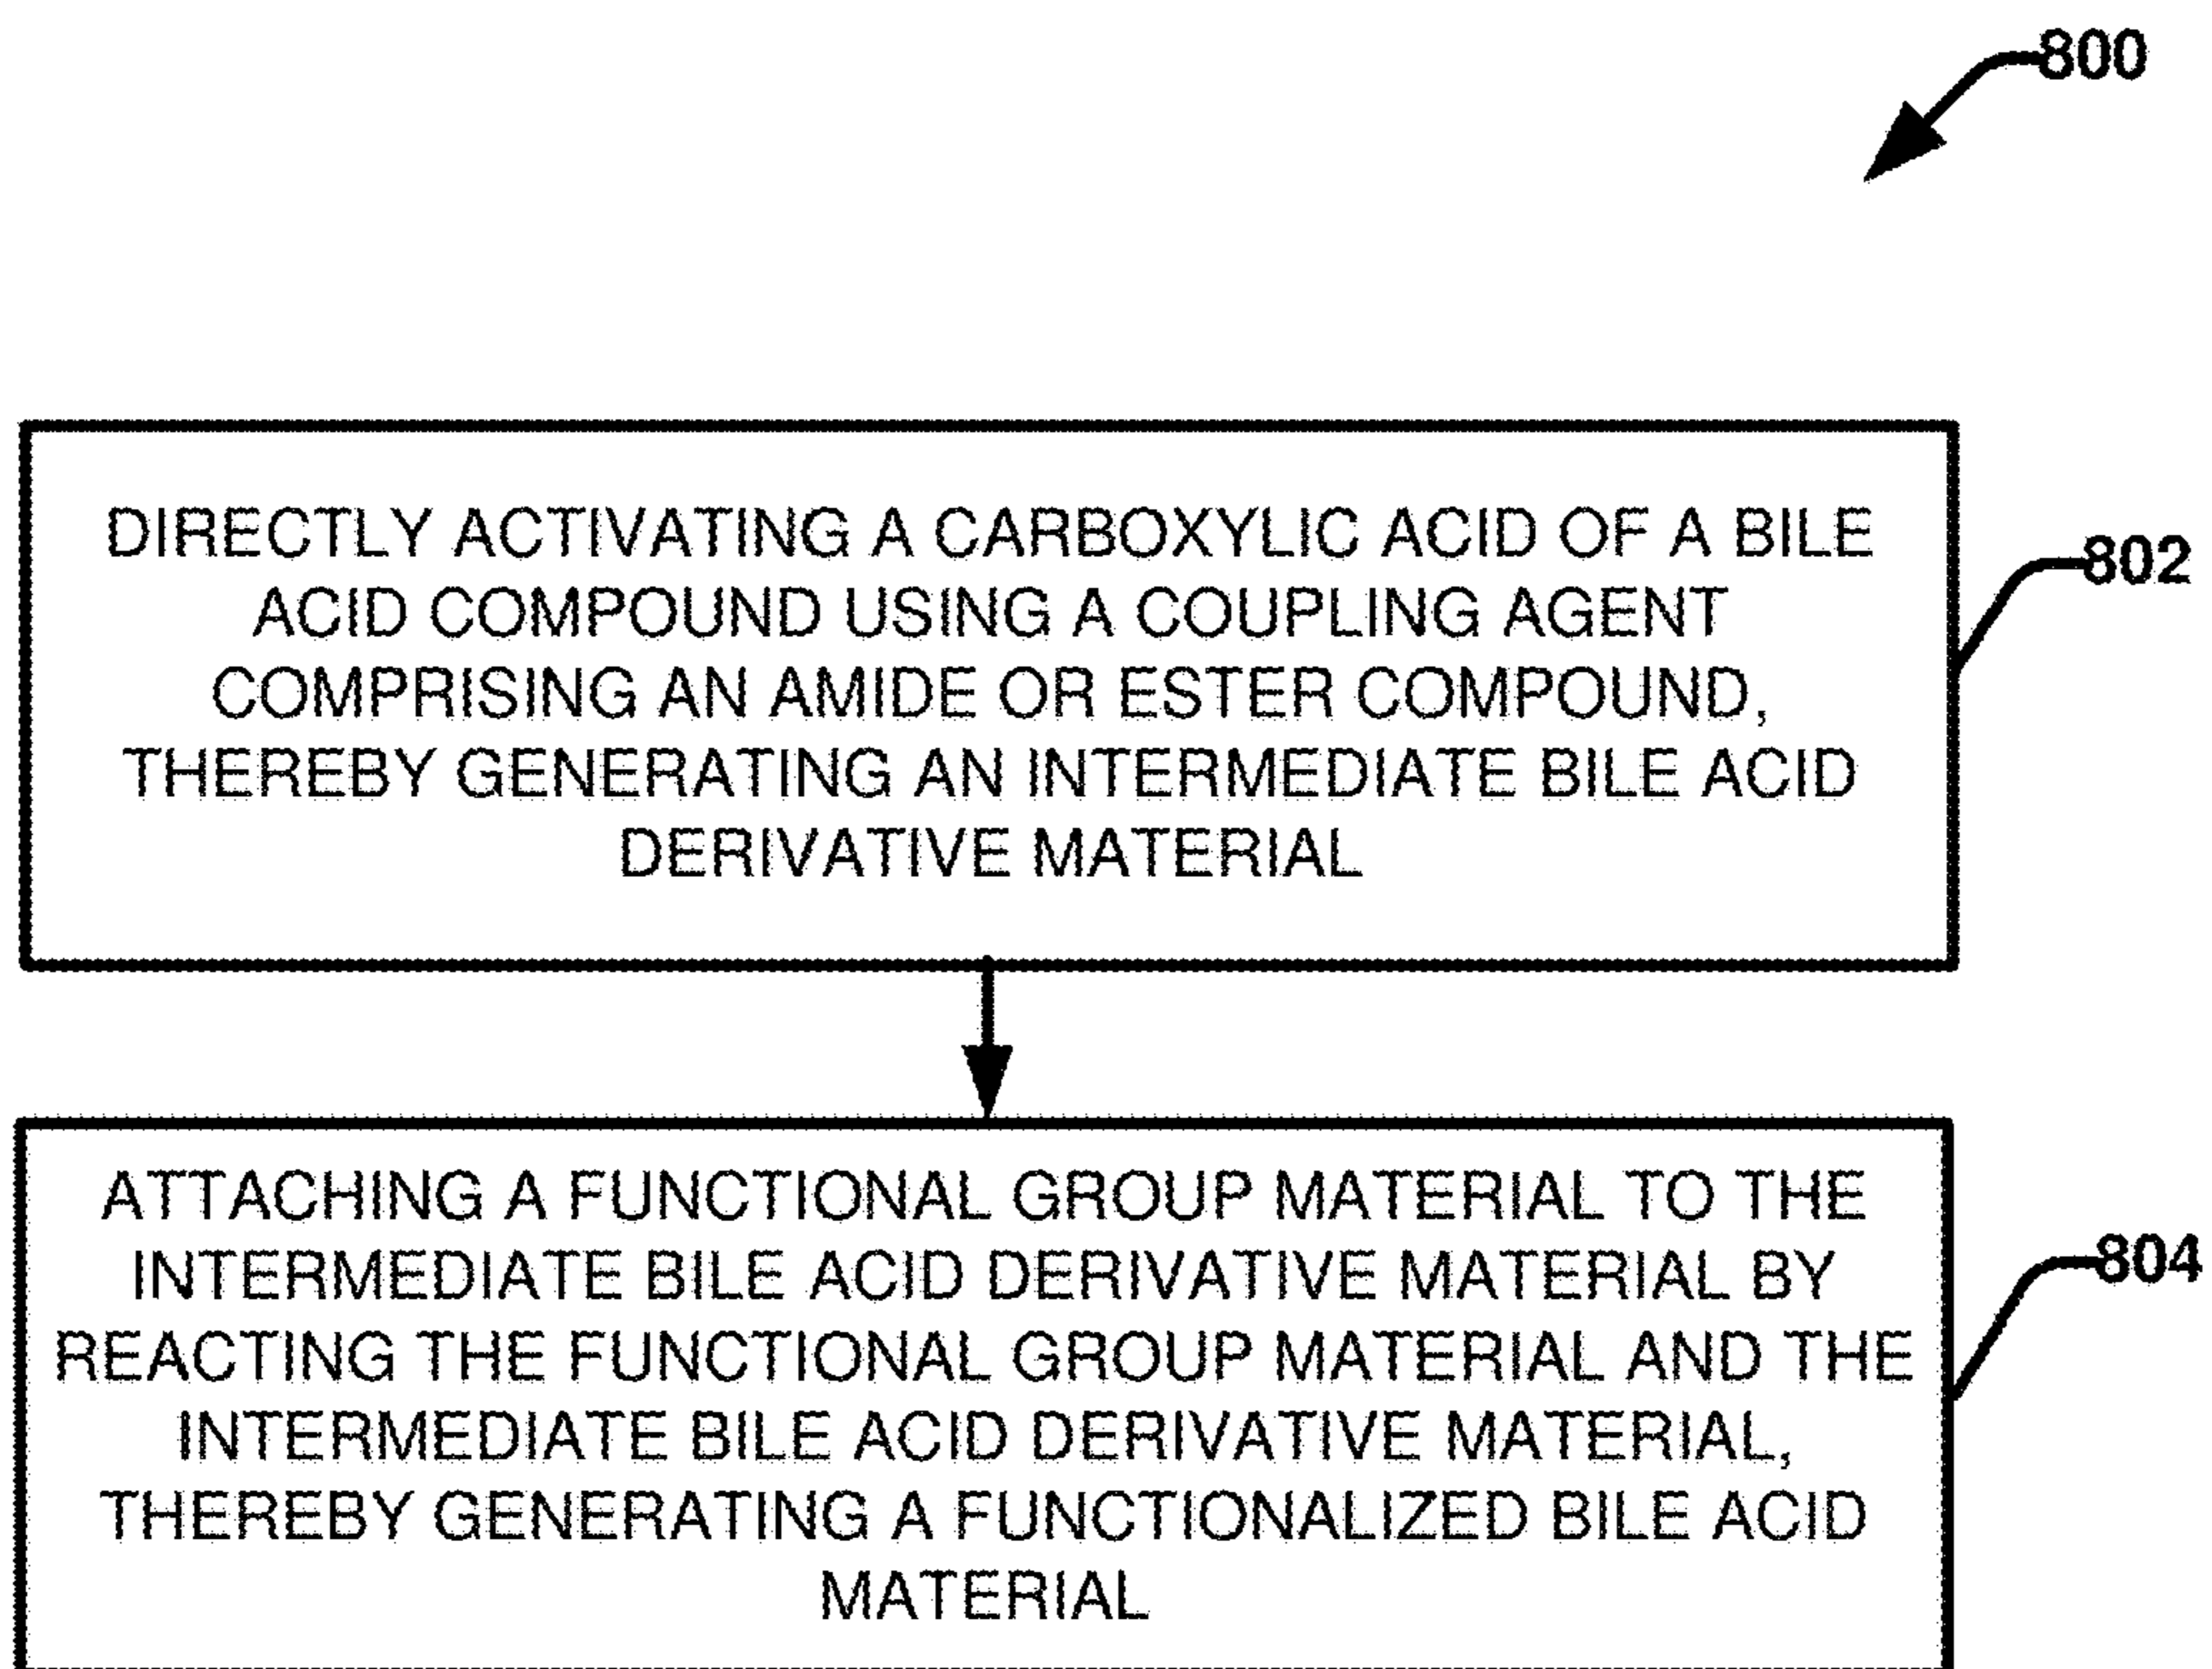 800
DIRECTLY ACTIVATING A CARBOXYLIC ACID OF A BILE
ACID COMPOUND USING A COUPLING AGENT
COMPRISING AN AMIDE OR ESTER COMPOUND,
THEREBY GENERATING AN INTERMEDIATE BILE ACID
DERIVATIVE MATERIAL
802
ATTACHING A FUNCTIONAL GROUP MATERIAL TO THE
INTERMEDIATE BILE ACID DERIVATIVE MATERIAL BY
REACTING THE FUNCTIONAL GROUP MATERIAL AND THE
INTERMEDIATE BILE ACID DERIVATIVE MATERIAL,
THEREBY GENERATING A FUNCTIONALIZED BILE ACID
MATERIAL
804